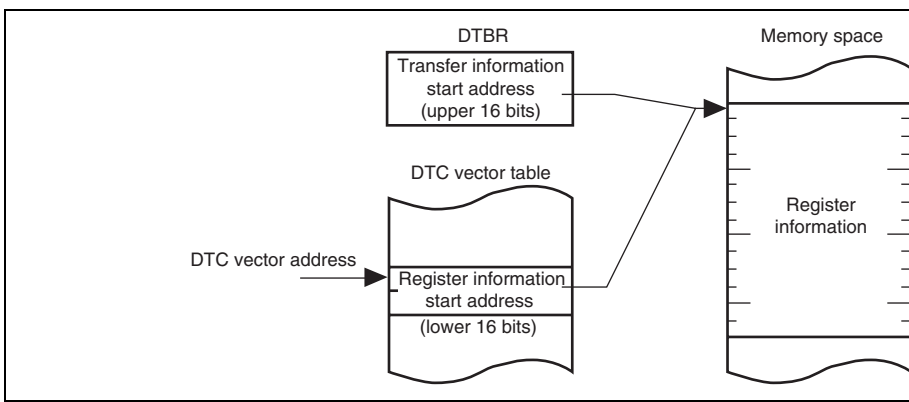 DTBR
Transfer information
start address
(upper 16 bits)
Memory space
DTC vector table
DTC vector address
Register information
start address
(lower 16 bits)
Register
information